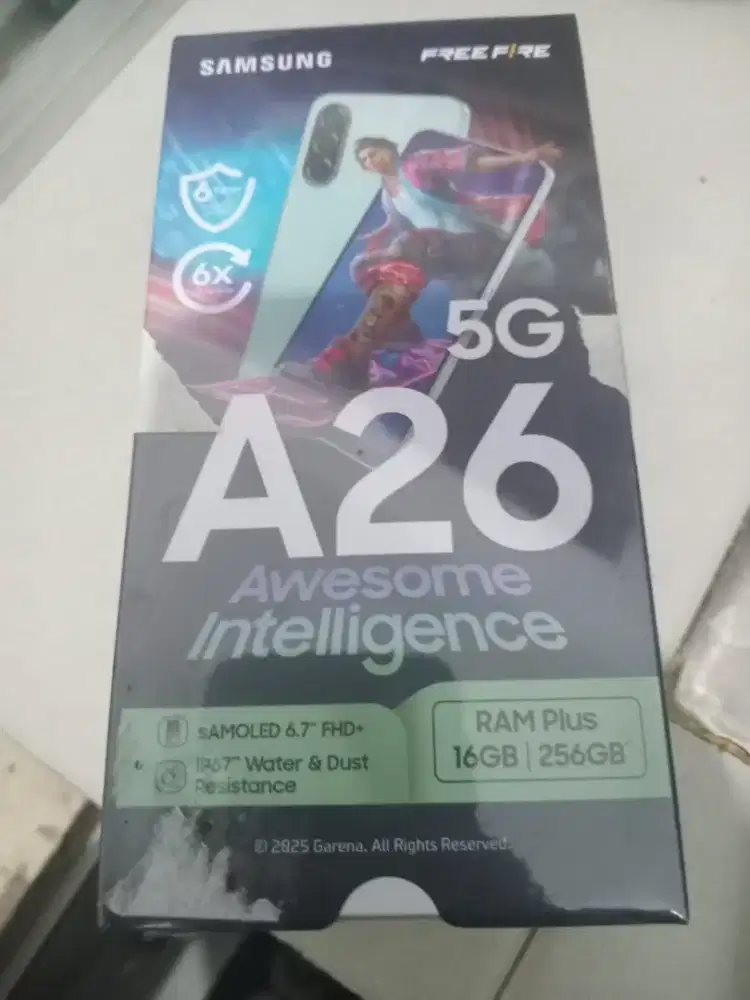 SAMSUNG
FREE FIRE
6
6X
5G
A26
Awesome
Intelligence
sAMOLED 6.7" FHD+
IP67* Water & Dust
Resistance
RAM Plus
16GB | 256GB
© 2025 Garena. All Rights Reserved.